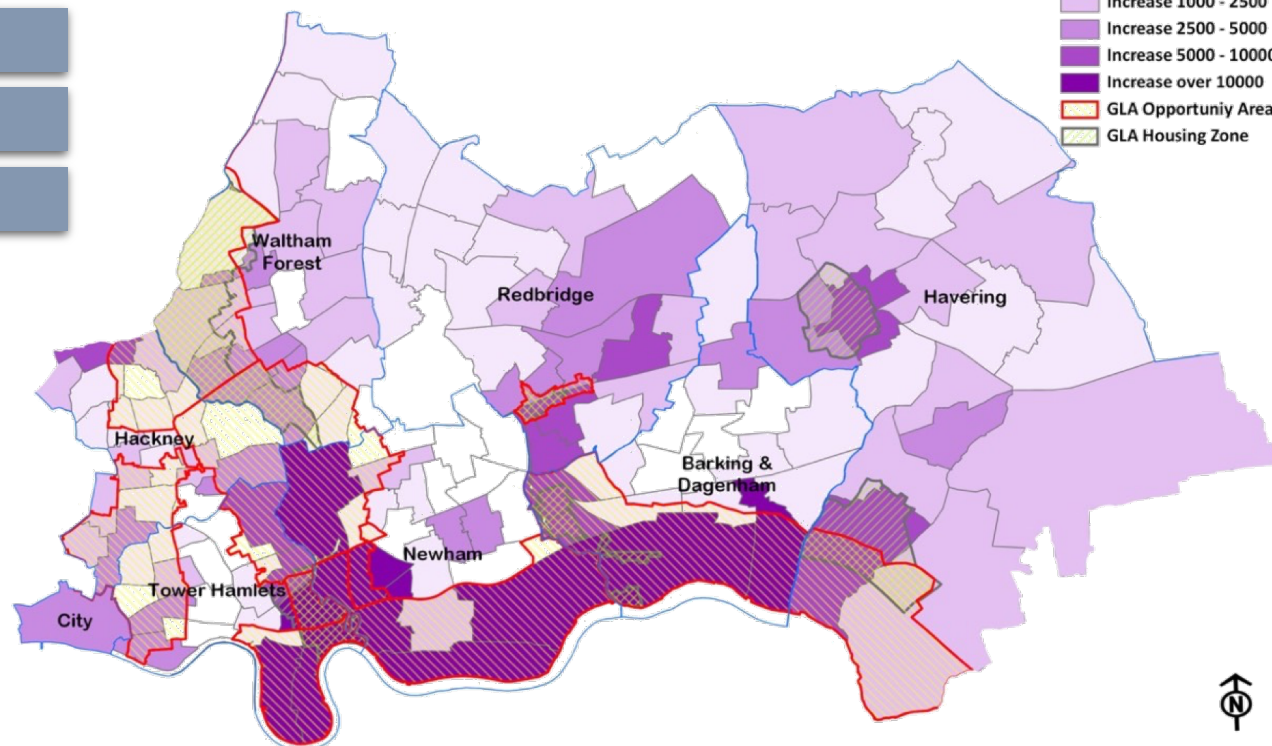 Increase 1000 - 2500
Increase 2500 - 5000
Increase 5000 - 10000
Increase over 10000
GLA Opportuniy Area
GLA Housing Zone
Waltham
Forest
Redbridge
Havering
Hackney
Barking &
Dagenham
Newham
Tower Hamlets
City
N